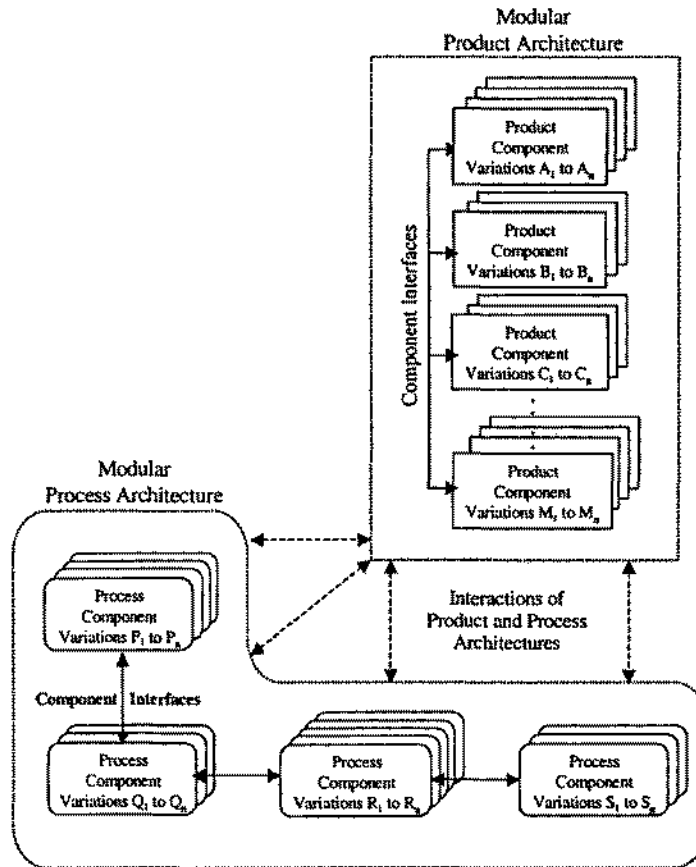 Modular
Product Architecture
Product
Component
Variations A₁ to Aₙ
Product
Component
Variations B₁ to Bₙ
Product
Component
Variations C₁ to Cₙ
Product
Component
Variations M₁ to Mₙ
Component interfaces
Modular
Process Architecture
Process
Component
Variations P₁ to Pₙ
Component Interfaces
Interactions of
Product and Process
Architectures
Process
Component
Variations Q₁ to Qₙ
Process
Component
Variations R₁ to Rₙ
Process
Component
Variations S₁ to Sₙ